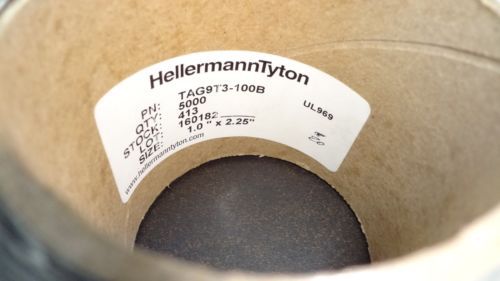 HellermannTyton
PN: TAG9T3-100B
QTY: 5000
STOCK: 413
LOT: 160182
SIZE: 1.0 " x 2.25"
www.hellermanntyton.com
UL969